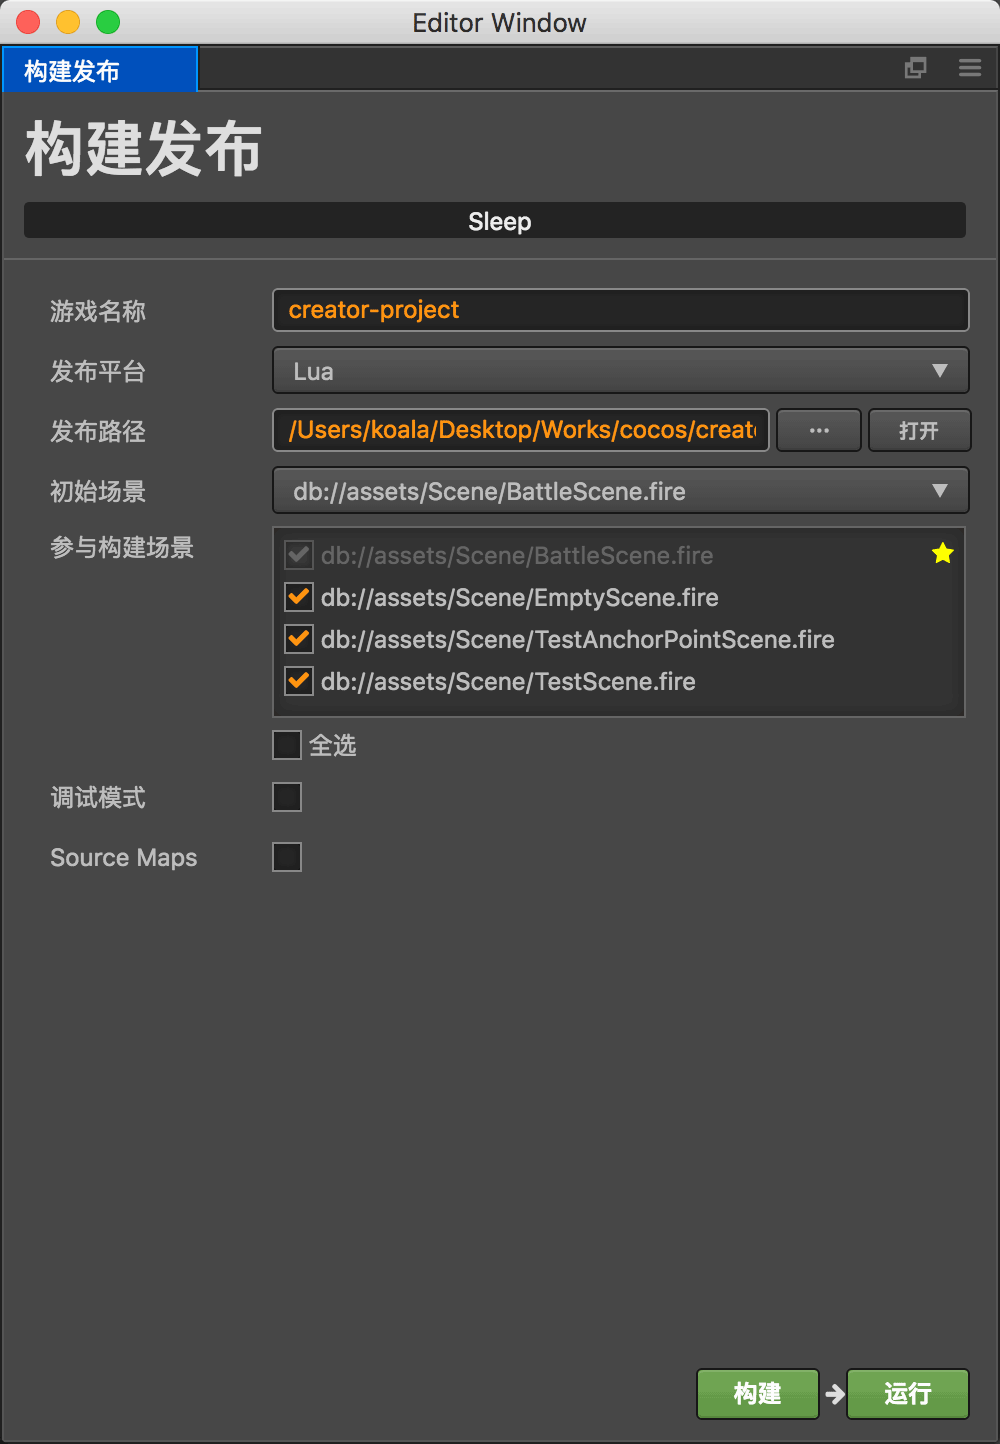 Editor Window
构建发布
构建发布
Sleep
游戏名称 creator-project
发布平台 Lua
发布路径 /Users/koala/Desktop/Works/cocos/creat ··· 打开
初始场景 db://assets/Scene/BattleScene.fire
参与构建场景 db://assets/Scene/BattleScene.fire
db://assets/Scene/EmptyScene.fire
db://assets/Scene/TestAnchorPointScene.fire
db://assets/Scene/TestScene.fire
全选
调试模式
Source Maps
构建 运行